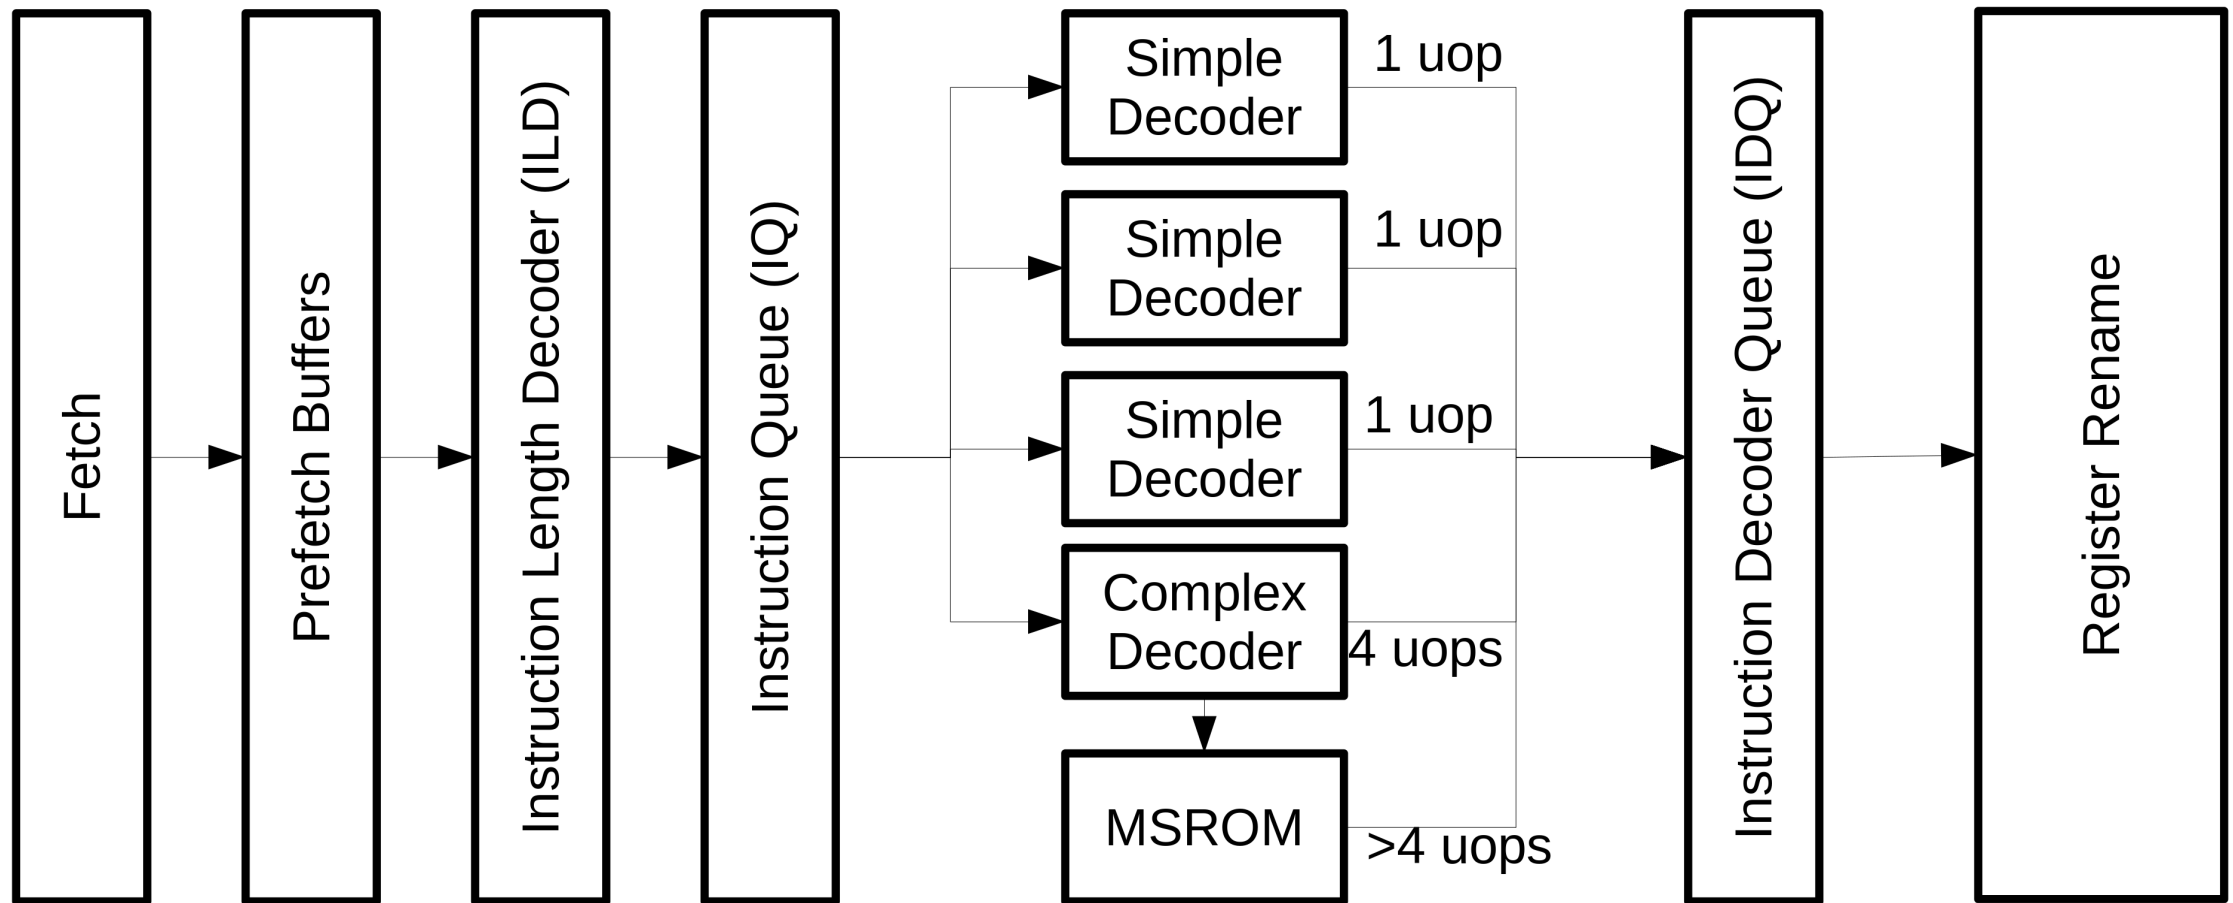 Fetch
Prefetch Buffers
Instruction Length Decoder (ILD)
Instruction Queue (IQ)
Simple
Decoder
1 uop
Simple
Decoder
1 uop
Simple
Decoder
1 uop
Complex
Decoder
4 uops
MSROM
>4 uops
Instruction Decoder Queue (IDQ)
Register Rename